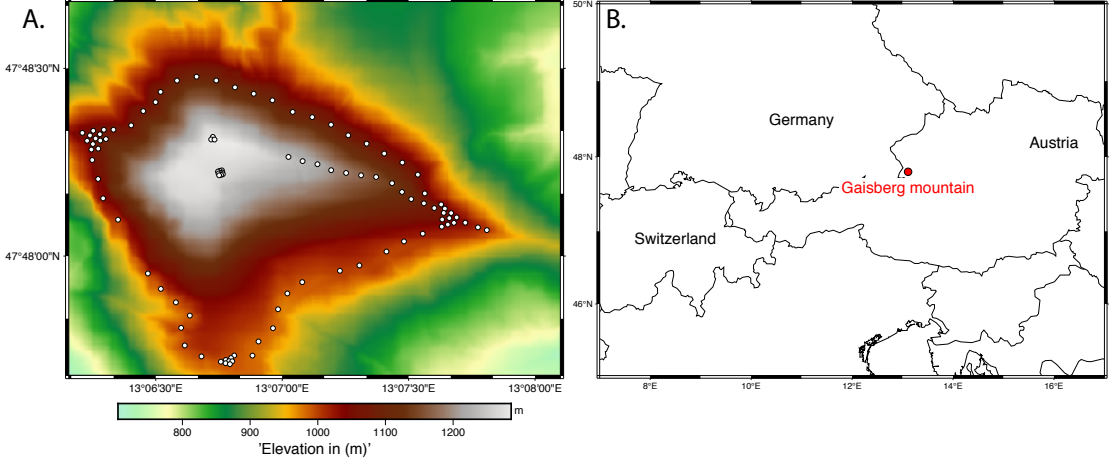 A.
47°48'30"N
47°48'00"N
13°06'30"E
13°07'00"E
13°07'30"E
13°08'00"E
m
800
900
1000
1100
1200
'Elevation in (m)'
B.
50°N
48°N
46°N
8°E
10°E
12°E
14°E
16°E
Germany
Austria
Gaisberg mountain
Switzerland